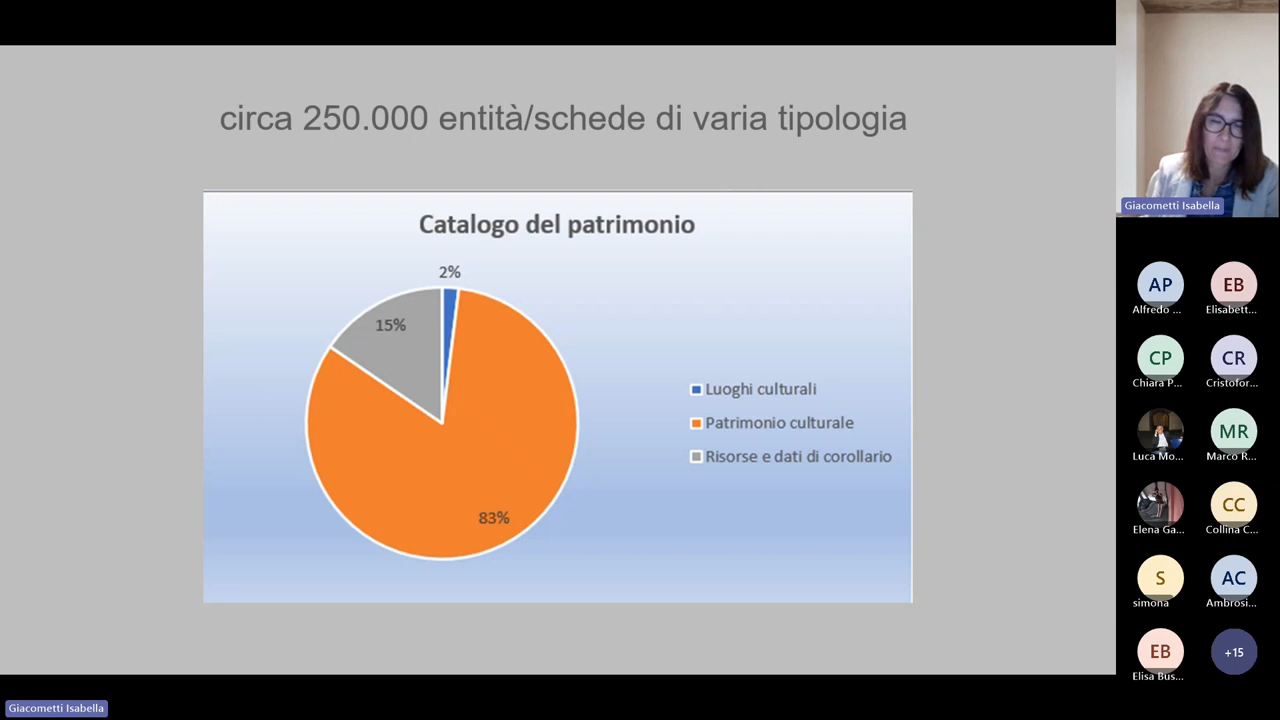 circa 250.000 entità/schede di varia tipologia
Catalogo del patrimonio
2%
15%
83%
Luoghi culturali
Patrimonio culturale
Risorse e dati di corollario
Giacometti Isabella
AP
Alfredo ...
EB
Elisabett...
CP
Chiara P...
CR
Cristofor...
Luca Mo...
MR
Marco R...
Elena Ga...
CC
Collina C...
S
simona
AC
Ambrosi...
EB
Elisa Bus...
+15
Giacometti Isabella